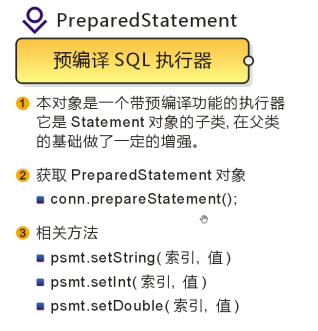 PreparedStatement
预编译 SQL 执行器
1 本对象是一个带预编译功能的执行器
它是 Statement 对象的子类, 在父类
的基础做了一定的增强。
2 获取 PreparedStatement 对象
conn.prepareStatement();
3 相关方法
psmt.setString( 索引, 值 )
psmt.setInt( 索引, 值 )
psmt.setDouble( 索引, 值 )